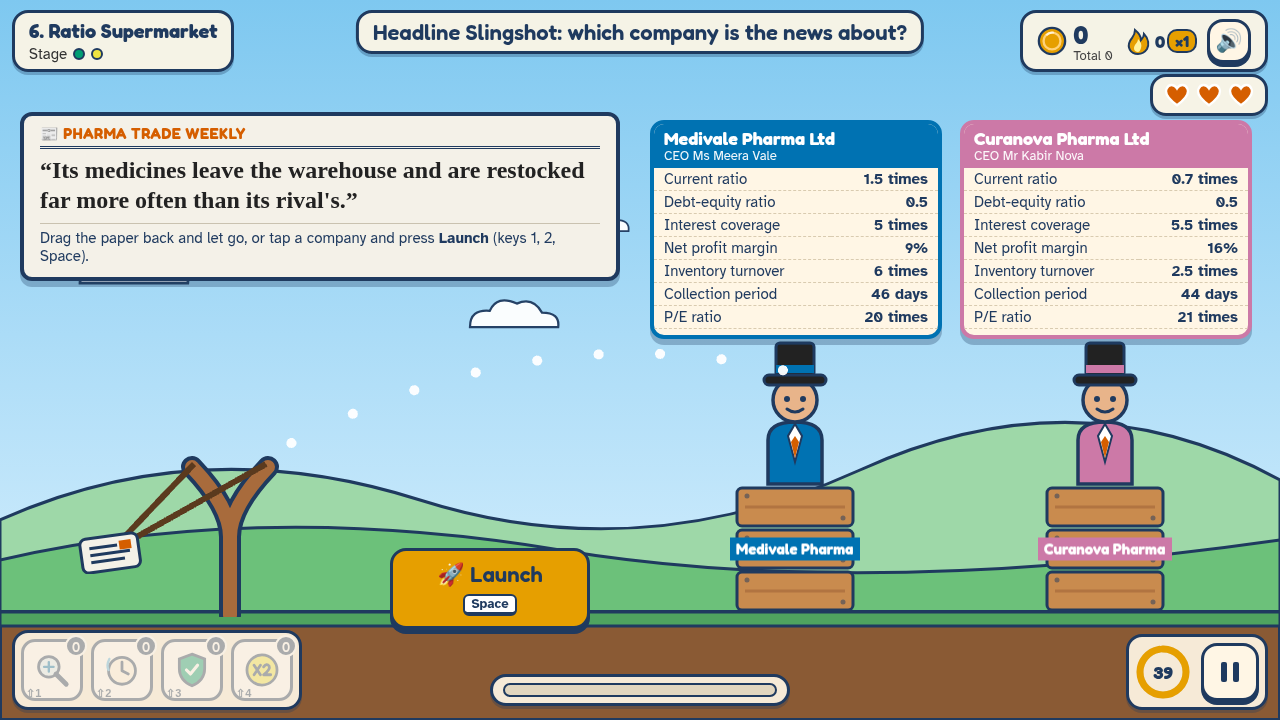 6. Ratio Supermarket
Stage
Headline Slingshot: which company is the news about?
0
Total 0
0
x1
PHARMA TRADE WEEKLY
“Its medicines leave the warehouse and are restocked
far more often than its rival's.”
Drag the paper back and let go, or tap a company and press Launch (keys 1, 2,
Space).
Medivale Pharma Ltd
CEO Ms Meera Vale
Current ratio 1.5 times
Debt-equity ratio 0.5
Interest coverage 5 times
Net profit margin 9%
Inventory turnover 6 times
Collection period 46 days
P/E ratio 20 times
Curanova Pharma Ltd
CEO Mr Kabir Nova
Current ratio 0.7 times
Debt-equity ratio 0.5
Interest coverage 5.5 times
Net profit margin 16%
Inventory turnover 2.5 times
Collection period 44 days
P/E ratio 21 times
Medivale Pharma
Curanova Pharma
Launch
Space
0
⇧1
0
⇧2
0
⇧3
X2
0
⇧4
39